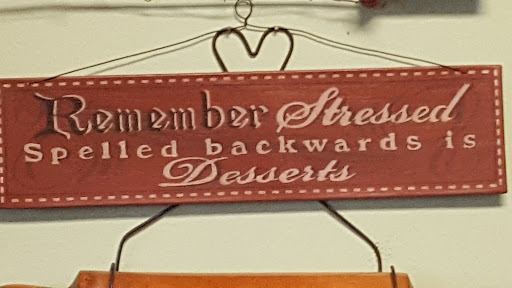 Remember Stressed
Spelled backwards is
Desserts